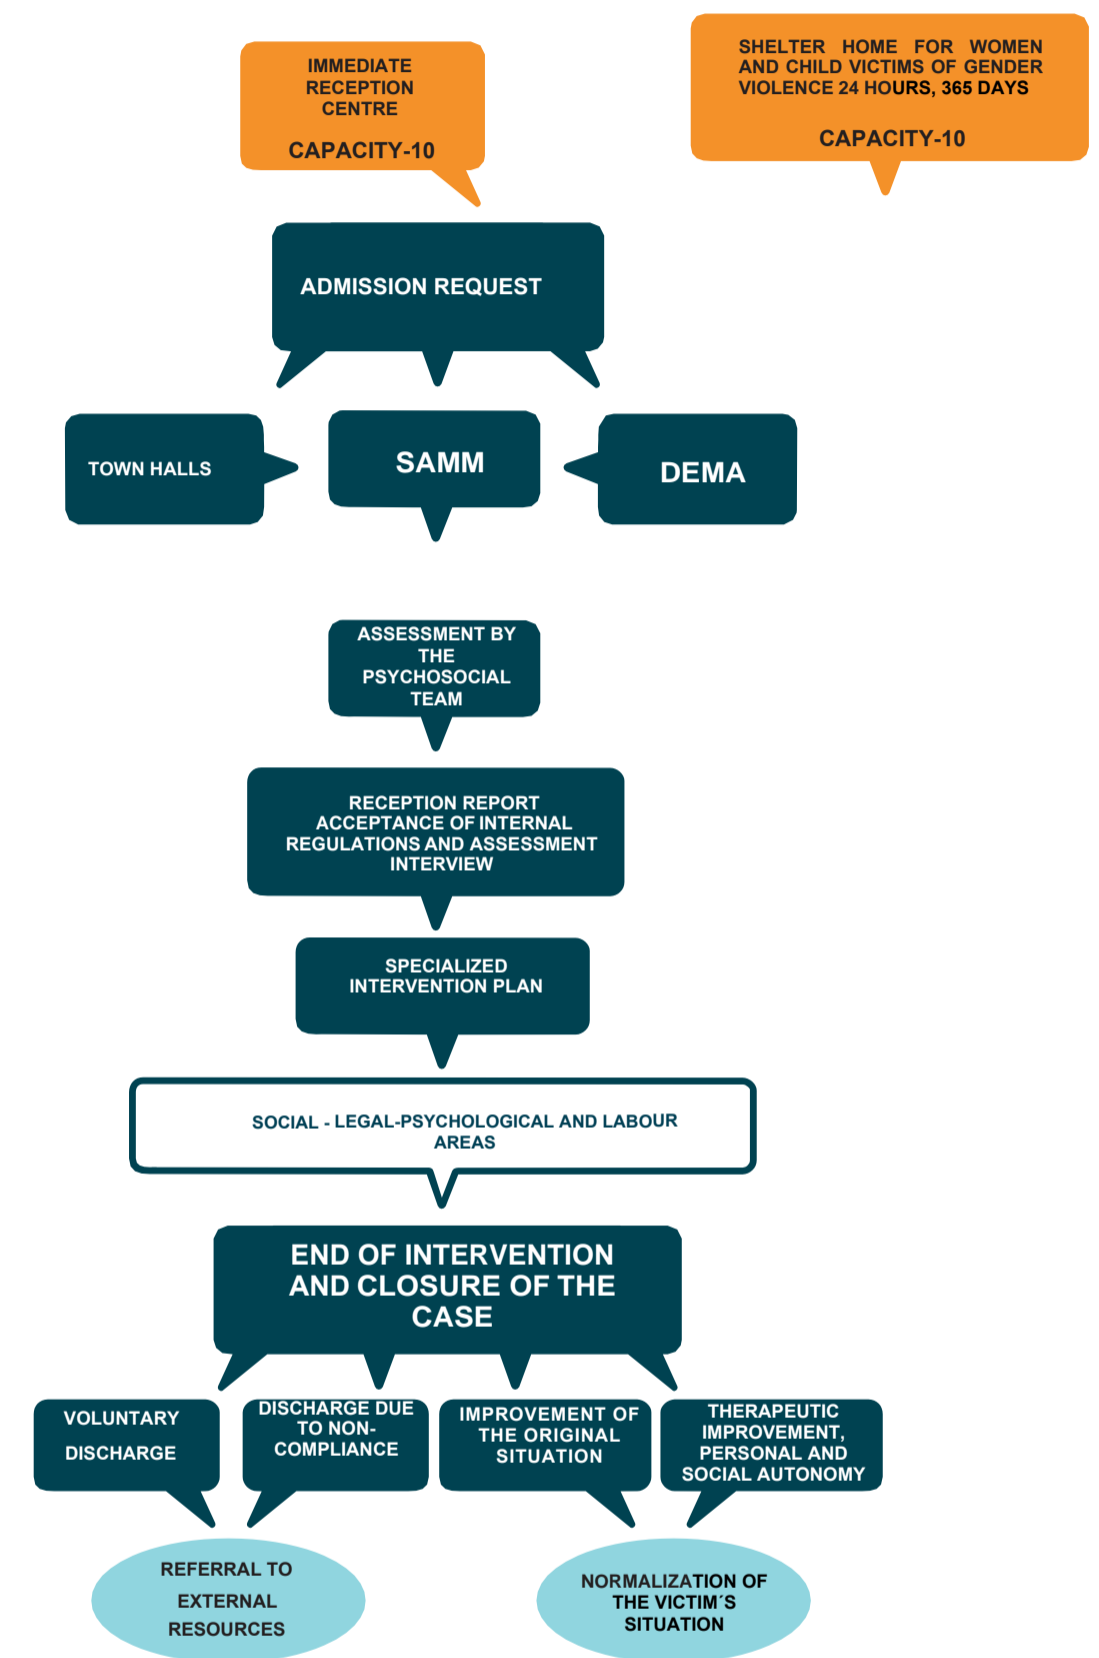 IMMEDIATE
RECEPTION
CENTRE
CAPACITY-10
SHELTER HOME FOR WOMEN
AND CHILD VICTIMS OF GENDER
VIOLENCE 24 HOURS, 365 DAYS
CAPACITY-10
ADMISSION REQUEST
TOWN HALLS
SAMM
DEMA
ASSESSMENT BY
THE
PSYCHOSOCIAL
TEAM
RECEPTION REPORT
ACCEPTANCE OF INTERNAL
REGULATIONS AND ASSESSMENT
INTERVIEW
SPECIALIZED
INTERVENTION PLAN
SOCIAL - LEGAL-PSYCHOLOGICAL AND LABOUR
AREAS
END OF INTERVENTION
AND CLOSURE OF THE
CASE
VOLUNTARY
DISCHARGE
DISCHARGE DUE
TO NON-
COMPLIANCE
IMPROVEMENT OF
THE ORIGINAL
SITUATION
THERAPEUTIC
IMPROVEMENT,
PERSONAL AND
SOCIAL AUTONOMY
REFERRAL TO
EXTERNAL
RESOURCES
NORMALIZATION OF
THE VICTIM´S
SITUATION